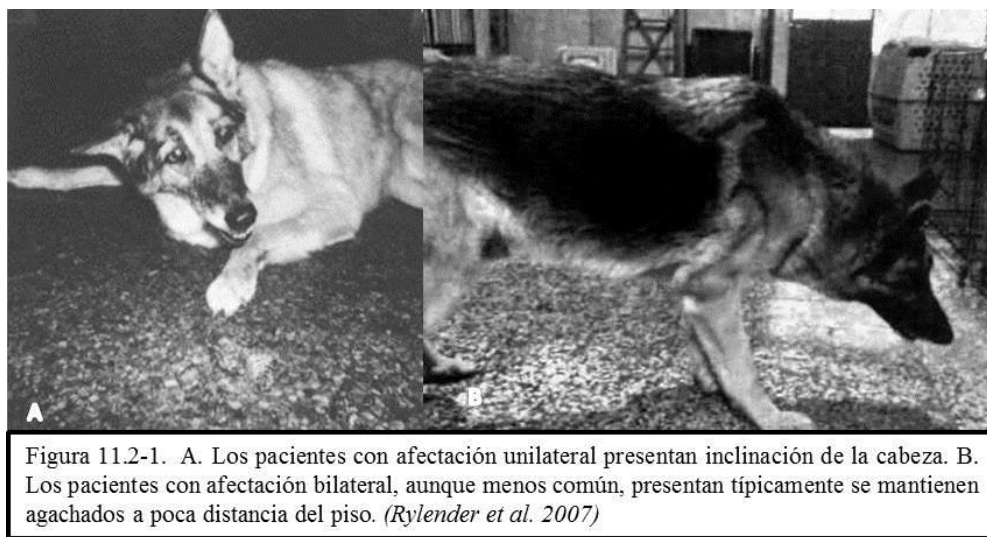 A
B
Figura 11.2-1. A. Los pacientes con afectación unilateral presentan inclinación de la cabeza. B.
Los pacientes con afectación bilateral, aunque menos común, presentan típicamente se mantienen
agachados a poca distancia del piso. (Rylender et al. 2007)